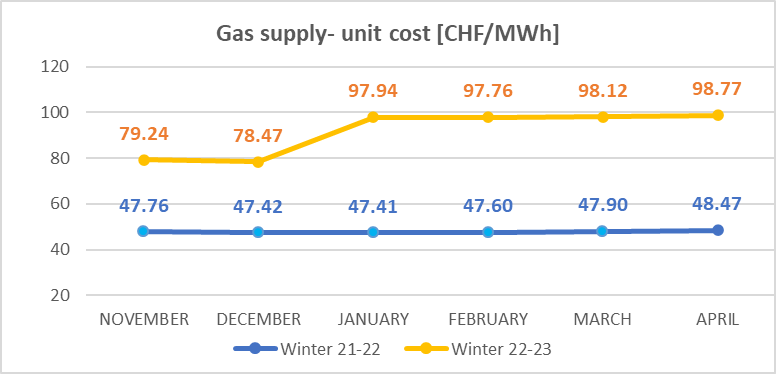 Gas supply- unit cost [CHF/MWh]
120
97.94 97.76 98.12 98.77
100
79.24 78.47
80
60
47.76 47.42 47.41 47.60 47.90 48.47
40
20
NOVEMBER DECEMBER JANUARY FEBRUARY MARCH APRIL
Winter 21-22 Winter 22-23